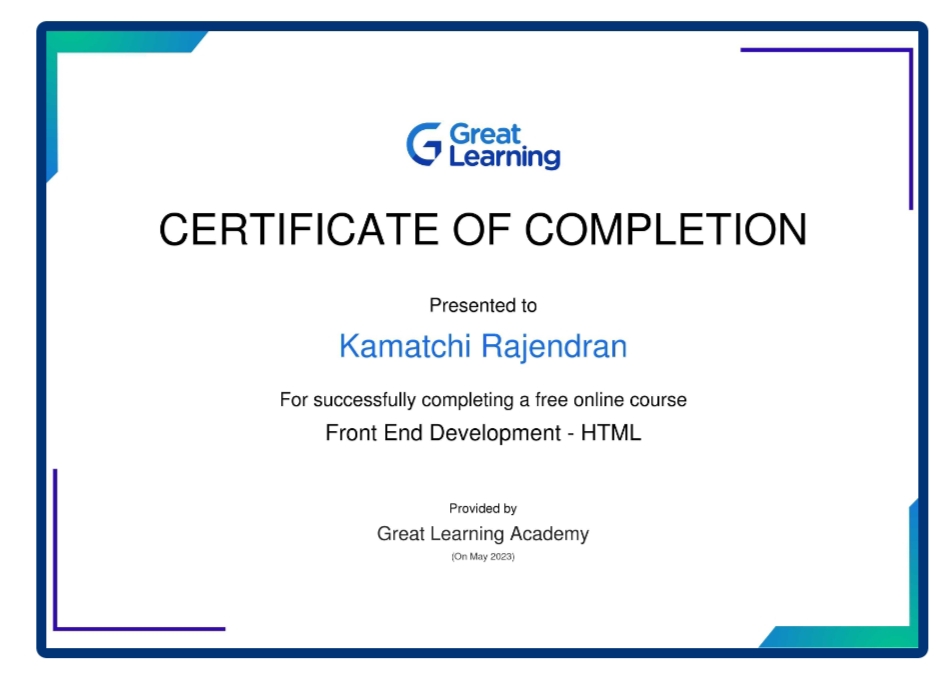 Great
Learning
CERTIFICATE OF COMPLETION
Presented to
Kamatchi Rajendran
For successfully completing a free online course
Front End Development - HTML
Provided by
Great Learning Academy
(On May 2023)